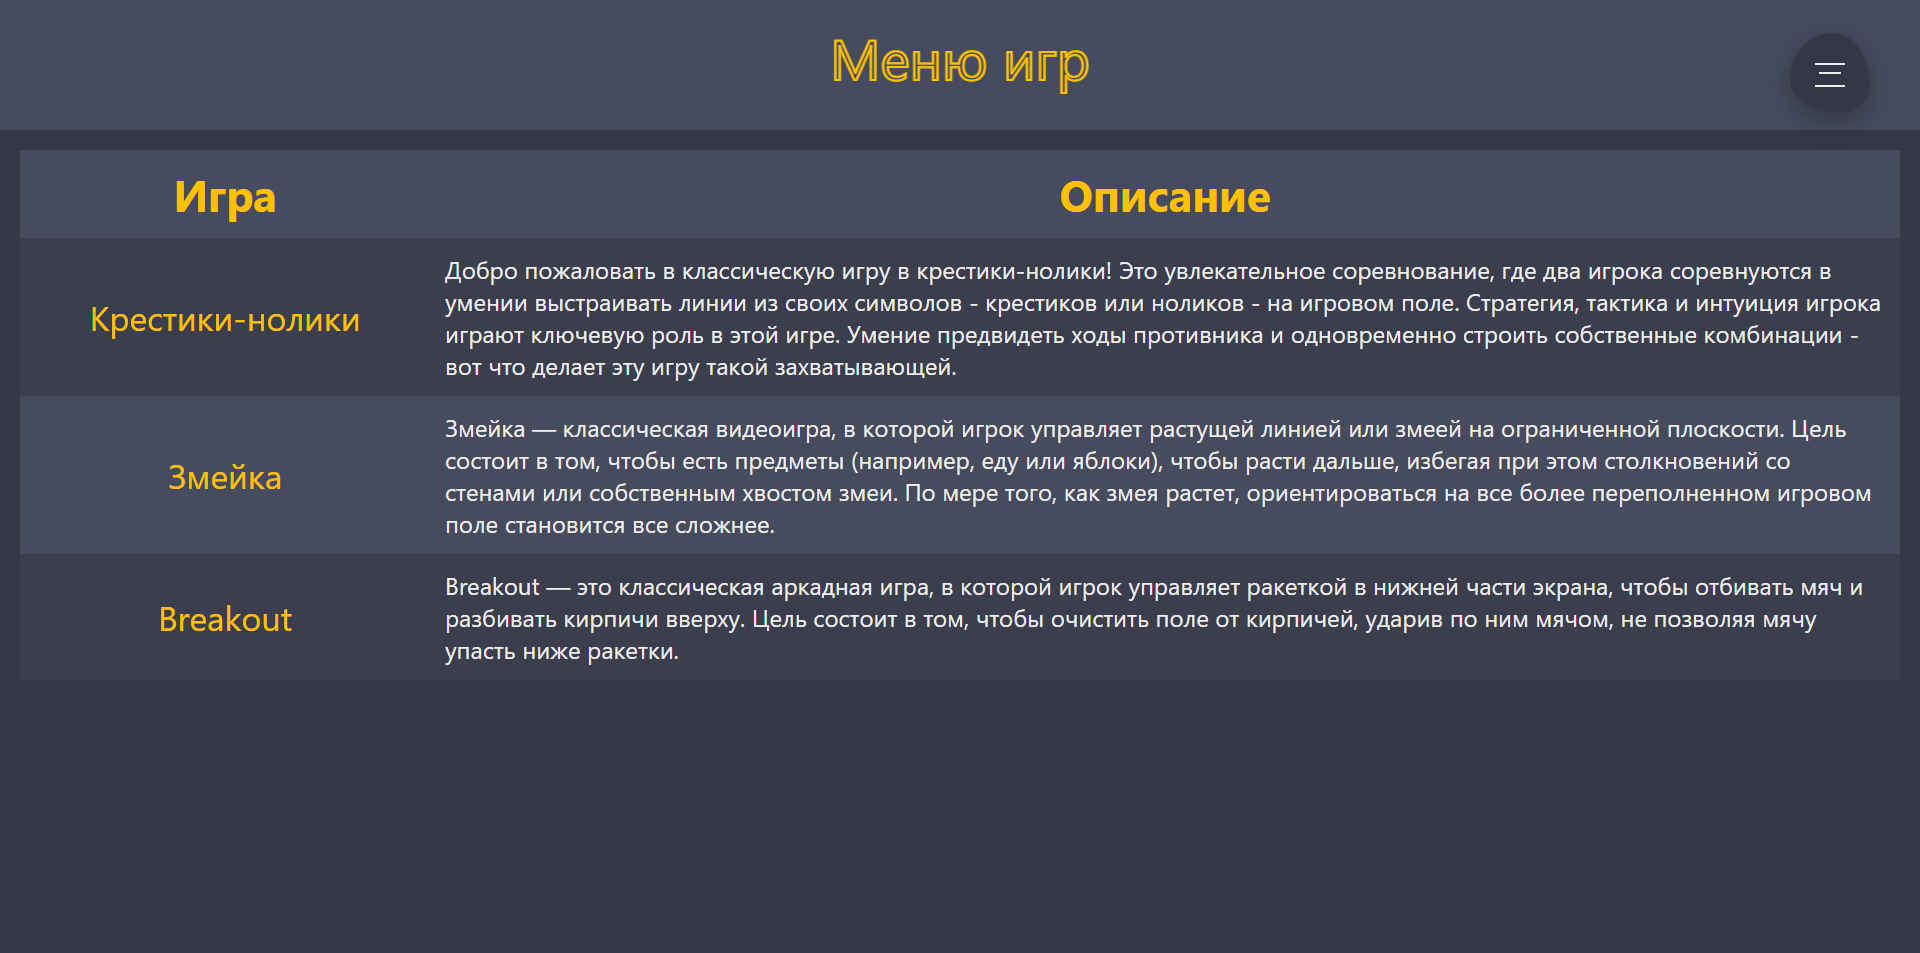 Меню игр
Игра
Описание
Крестики-нолики
Добро пожаловать в классическую игру в крестики-нолики! Это увлекательное соревнование, где два игрока соревнуются в
умении выстраивать линии из своих символов - крестиков или ноликов - на игровом поле. Стратегия, тактика и интуиция игрока
играют ключевую роль в этой игре. Умение предвидеть ходы противника и одновременно строить собственные комбинации -
вот что делает эту игру такой захватывающей.
Змейка
Змейка — классическая видеоигра, в которой игрок управляет растущей линией или змеей на ограниченной плоскости. Цель
состоит в том, чтобы есть предметы (например, еду или яблоки), чтобы расти дальше, избегая при этом столкновений со
стенами или собственным хвостом змеи. По мере того, как змея растет, ориентироваться на все более переполненном игровом
поле становится все сложнее.
Breakout
Breakout — это классическая аркадная игра, в которой игрок управляет ракеткой в нижней части экрана, чтобы отбивать мяч и
разбивать кирпичи вверху. Цель состоит в том, чтобы очистить поле от кирпичей, ударив по ним мячом, не позволяя мячу
упасть ниже ракетки.